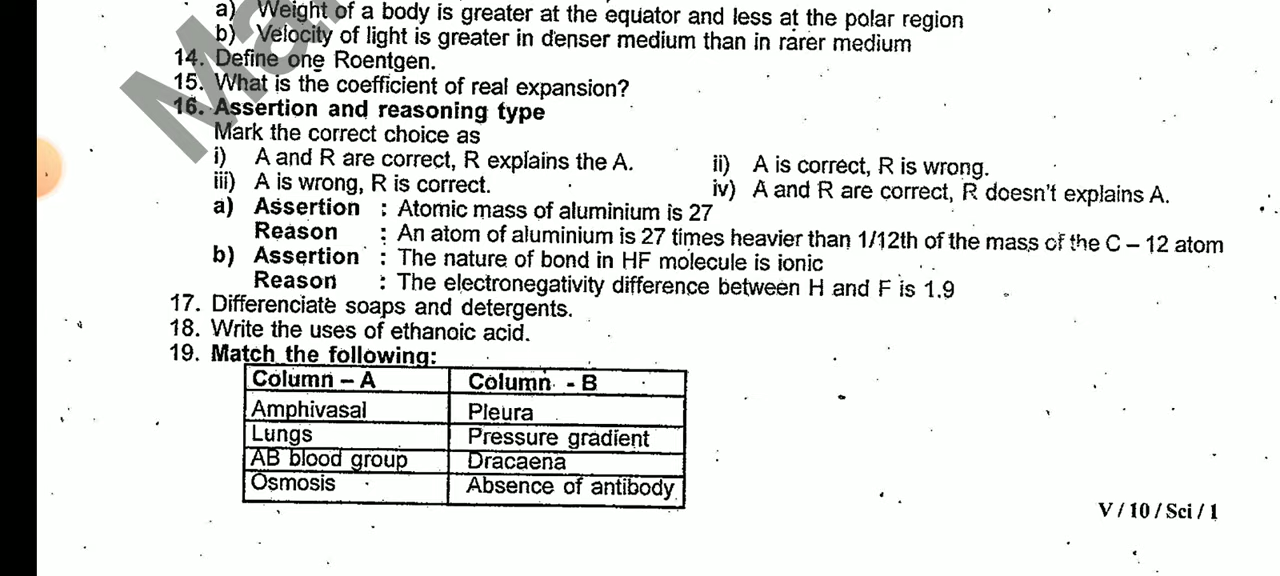 a) Weight of a body is greater at the equator and less at the polar region
b) Velocity of light is greater in denser medium than in rarer medium
14. Define one Roentgen.
15. What is the coefficient of real expansion?
16. Assertion and reasoning type
Mark the correct choice as
i) A and R are correct, R explains the A. ii) A is correct, R is wrong.
iii) A is wrong, R is correct. iv) A and R are correct, R doesn't explains A.
a) Assertion : Atomic mass of aluminium is 27
Reason : An atom of aluminium is 27 times heavier than 1/12th of the mass of the C – 12 atom
b) Assertion : The nature of bond in HF molecule is ionic
Reason : The electronegativity difference between H and F is 1.9
17. Differenciate soaps and detergents.
18. Write the uses of ethanoic acid.
19. Match the following:
Column – A Column - B
Amphivasal Pleura
Lungs Pressure gradient
AB blood group Dracaena
Osmosis Absence of antibody
V / 10 / Sci / 1